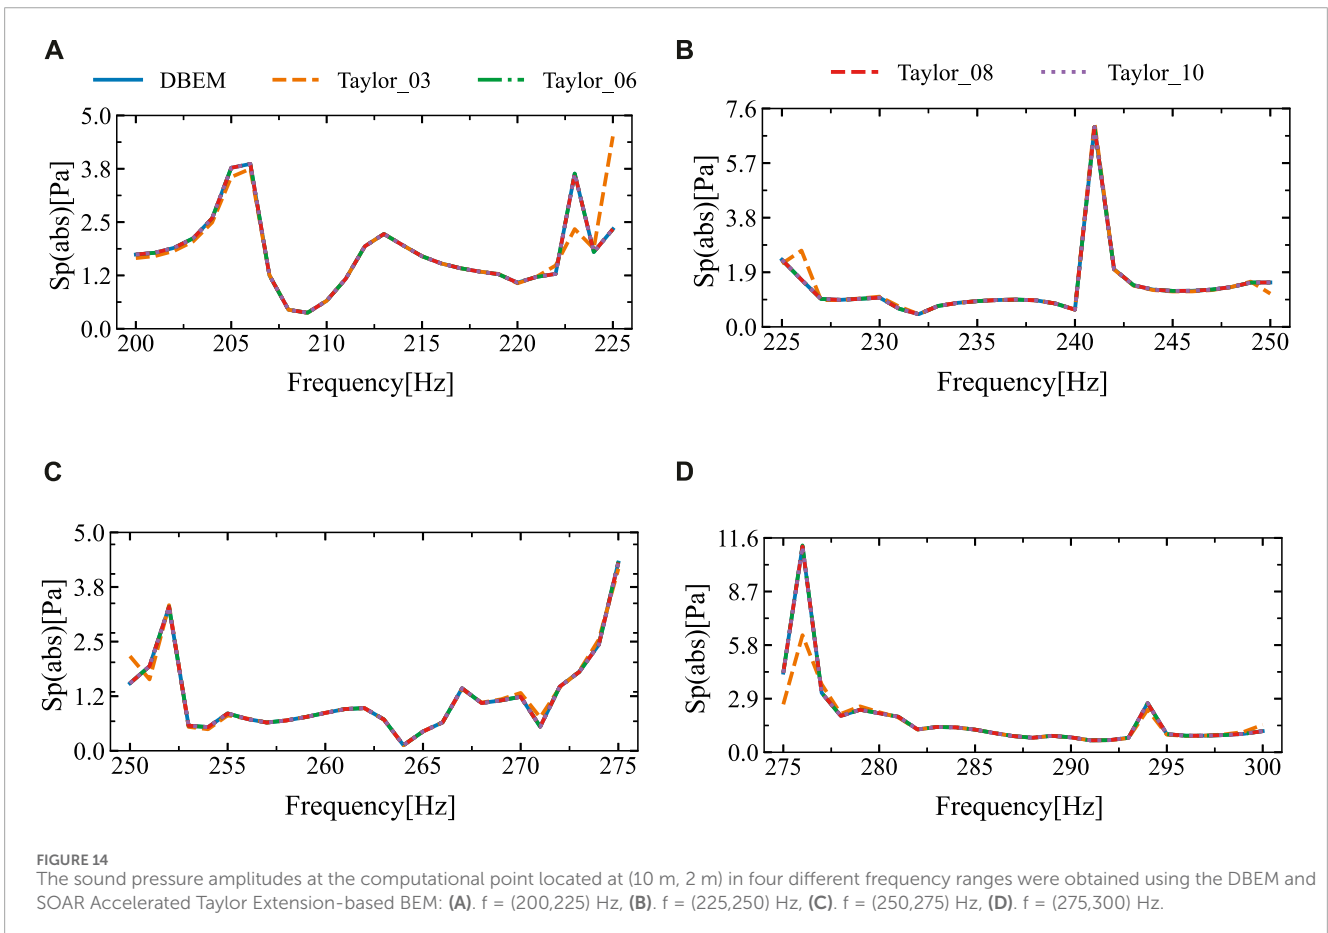 A
DBEM Taylor_03 Taylor_06
5.0
3.8
2.5
1.2
0.0
Sp(abs)[Pa]
200 205 210 215 220 225
Frequency[Hz]
B
Taylor_08 Taylor_10
7.6
5.7
3.8
1.9
0.0
Sp(abs)[Pa]
225 230 235 240 245 250
Frequency[Hz]
C
5.0
3.8
2.5
1.2
0.0
Sp(abs)[Pa]
250 255 260 265 270 275
Frequency[Hz]
D
11.6
8.7
5.8
2.9
0.0
Sp(abs)[Pa]
275 280 285 290 295 300
Frequency[Hz]
FIGURE 14
The sound pressure amplitudes at the computational point located at (10 m, 2 m) in four different frequency ranges were obtained using the DBEM and
SOAR Accelerated Taylor Extension-based BEM: (A). f = (200,225) Hz, (B). f = (225,250) Hz, (C). f = (250,275) Hz, (D). f = (275,300) Hz.